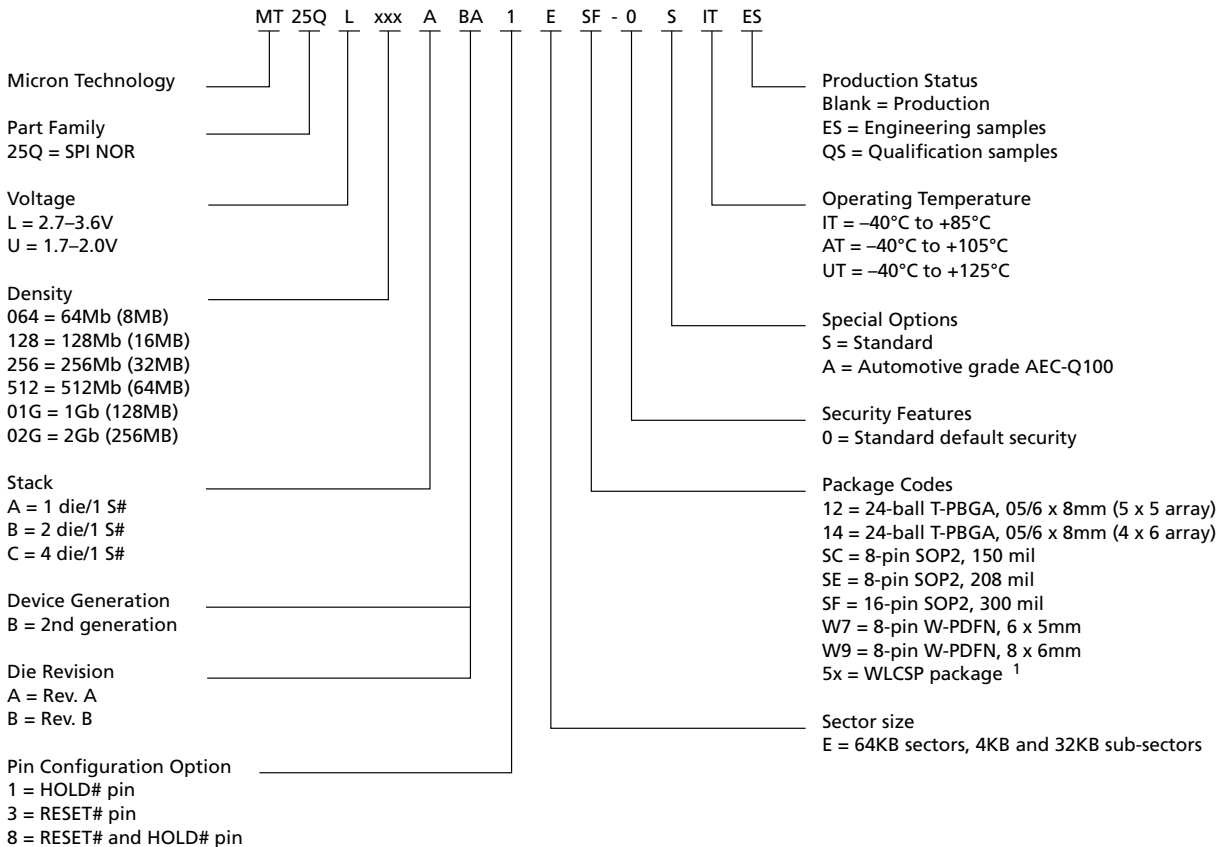 MT 25Q L xxx A BA 1 E SF - 0 S IT ES
Micron Technology
Part Family
25Q = SPI NOR
Voltage
L = 2.7–3.6V
U = 1.7–2.0V
Density
064 = 64Mb (8MB)
128 = 128Mb (16MB)
256 = 256Mb (32MB)
512 = 512Mb (64MB)
01G = 1Gb (128MB)
02G = 2Gb (256MB)
Stack
A = 1 die/1 S#
B = 2 die/1 S#
C = 4 die/1 S#
Device Generation
B = 2nd generation
Die Revision
A = Rev. A
B = Rev. B
Pin Configuration Option
1 = HOLD# pin
3 = RESET# pin
8 = RESET# and HOLD# pin
Production Status
Blank = Production
ES = Engineering samples
QS = Qualification samples
Operating Temperature
IT = –40°C to +85°C
AT = –40°C to +105°C
UT = –40°C to +125°C
Special Options
S = Standard
A = Automotive grade AEC-Q100
Security Features
0 = Standard default security
Package Codes
12 = 24-ball T-PBGA, 05/6 x 8mm (5 x 5 array)
14 = 24-ball T-PBGA, 05/6 x 8mm (4 x 6 array)
SC = 8-pin SOP2, 150 mil
SE = 8-pin SOP2, 208 mil
SF = 16-pin SOP2, 300 mil
W7 = 8-pin W-PDFN, 6 x 5mm
W9 = 8-pin W-PDFN, 8 x 6mm
5x = WLCSP package 1
Sector size
E = 64KB sectors, 4KB and 32KB sub-sectors